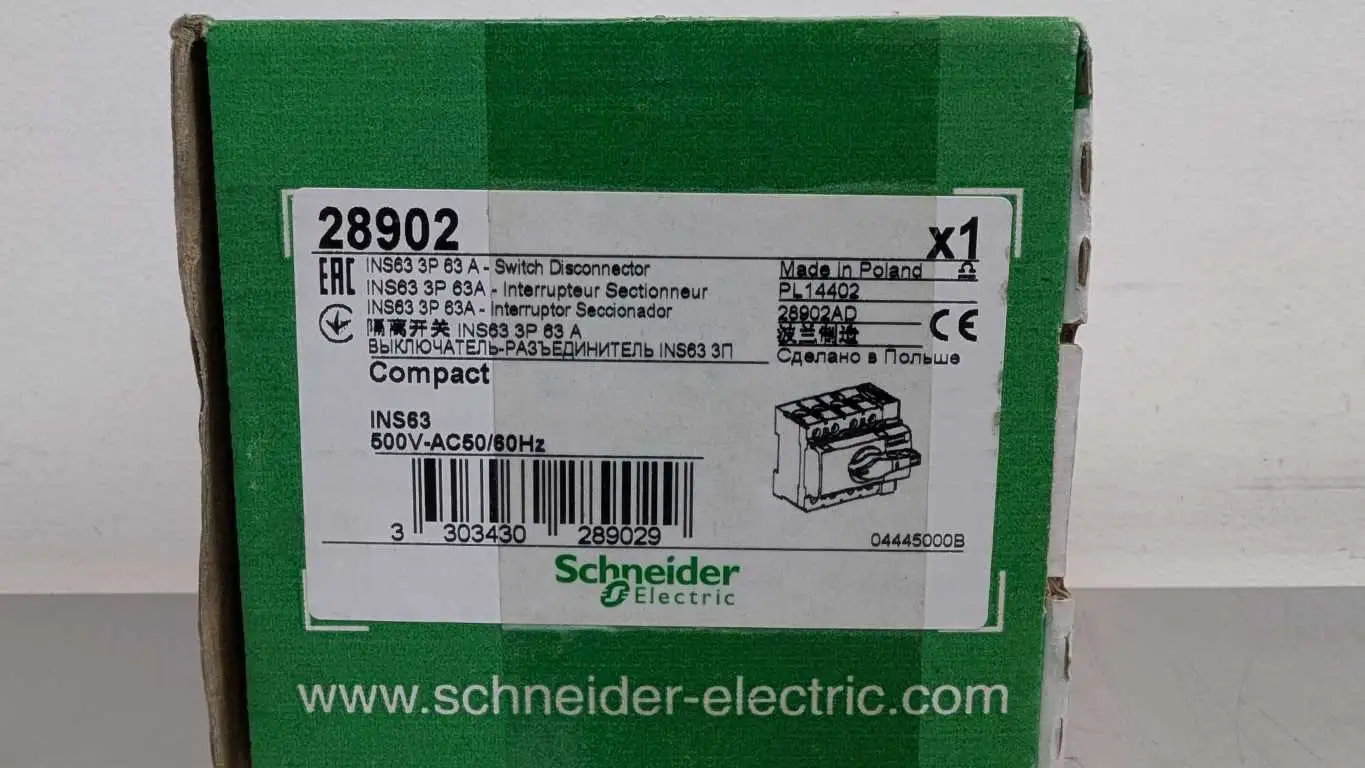 28902
x1
EAC
INS63 3P 63 A - Switch Disconnector
INS63 3P 63A - Interrupteur Sectionneur
INS63 3P 63A - Interruptor Seccionador
隔离开关 INS63 3P 63 A
ВЫКЛЮЧАТЕЛЬ-РАЗЪЕДИНИТЕЛЬ INS63 3П
Made in Poland
PL14402
28902AD
波兰制造
Сделано в Польше
CE
Compact
INS63
500V-AC50/60Hz
3 303430 289029
04445000B
Schneider
Electric
www.schneider-electric.com